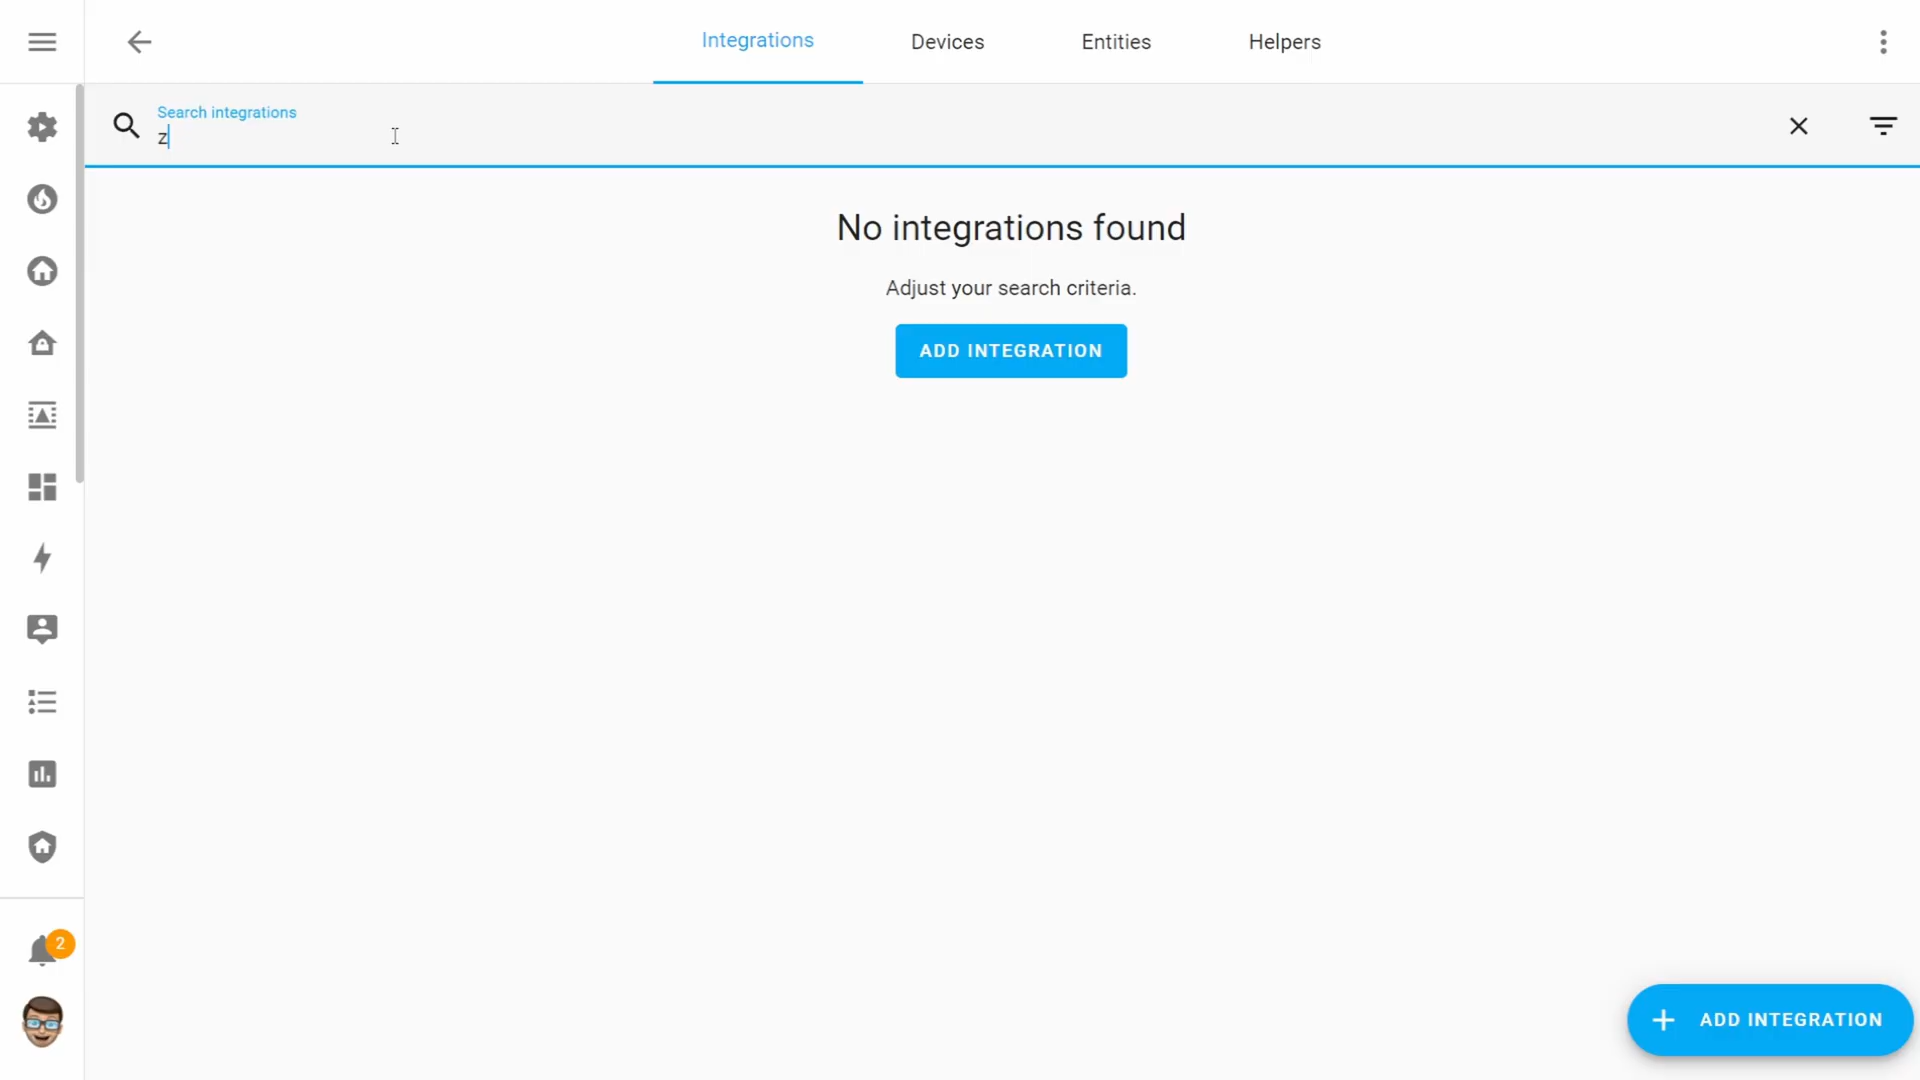 Integrations
Devices
Entities
Helpers
Search integrations
z
No integrations found
Adjust your search criteria.
ADD INTEGRATION
2
ADD INTEGRATION